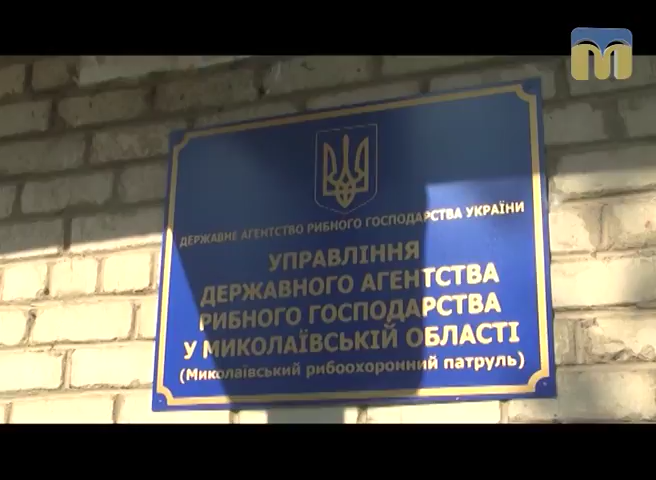 ДЕРЖАВНЕ АГЕНТСТВО РИБНОГО ГОСПОДАРСТВА УКРАЇНИ
УПРАВЛІННЯ
ДЕРЖАВНОГО АГЕНТСТВА
РИБНОГО ГОСПОДАРСТВА
У МИКОЛАЇВСЬКІЙ ОБЛАСТІ
(Миколаївський рибоохоронний патруль)